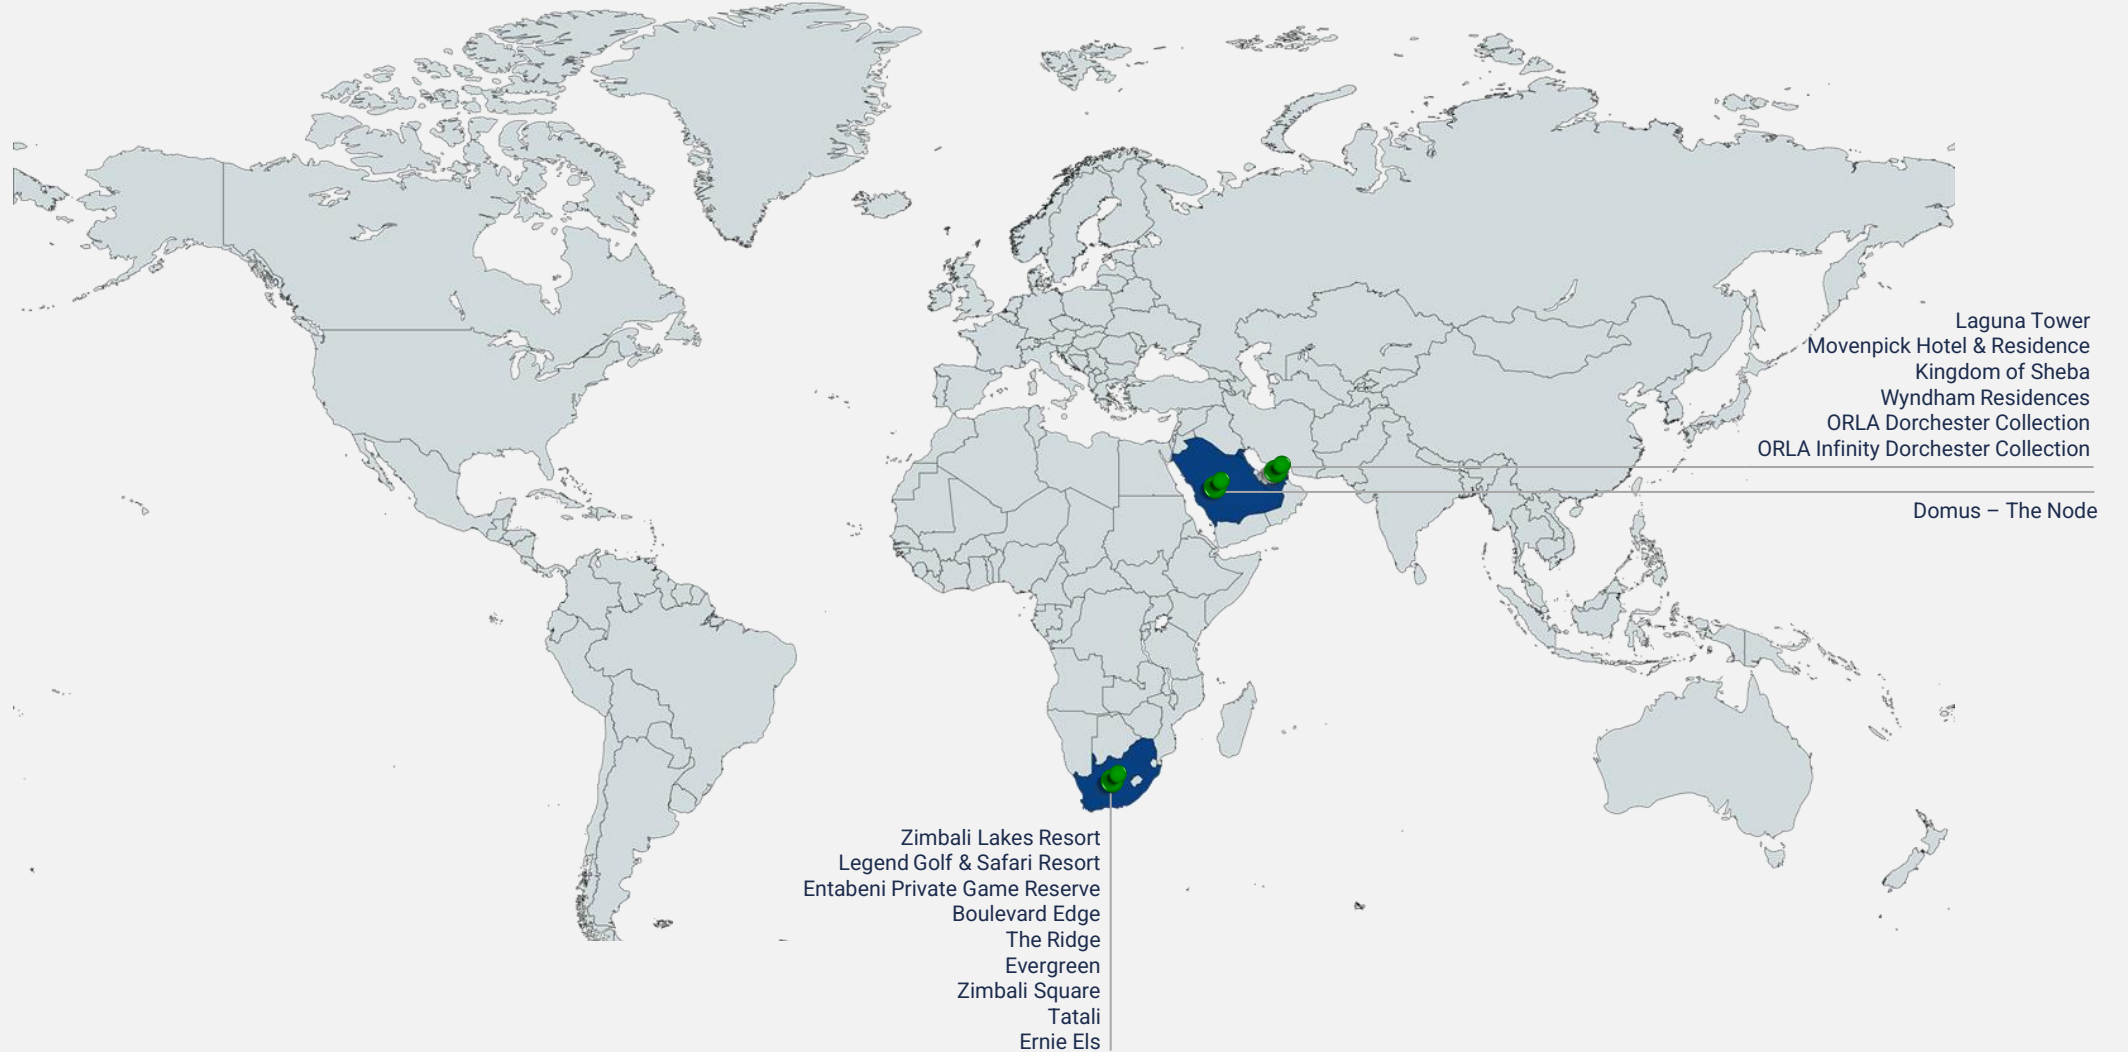 Laguna Tower
Movenpick Hotel & Residence
Kingdom of Sheba
Wyndham Residences
ORLA Dorchester Collection
ORLA Infinity Dorchester Collection
Domus – The Node
Zimbali Lakes Resort
Legend Golf & Safari Resort
Entabeni Private Game Reserve
Boulevard Edge
The Ridge
Evergreen
Zimbali Square
Tatali
Ernie Els